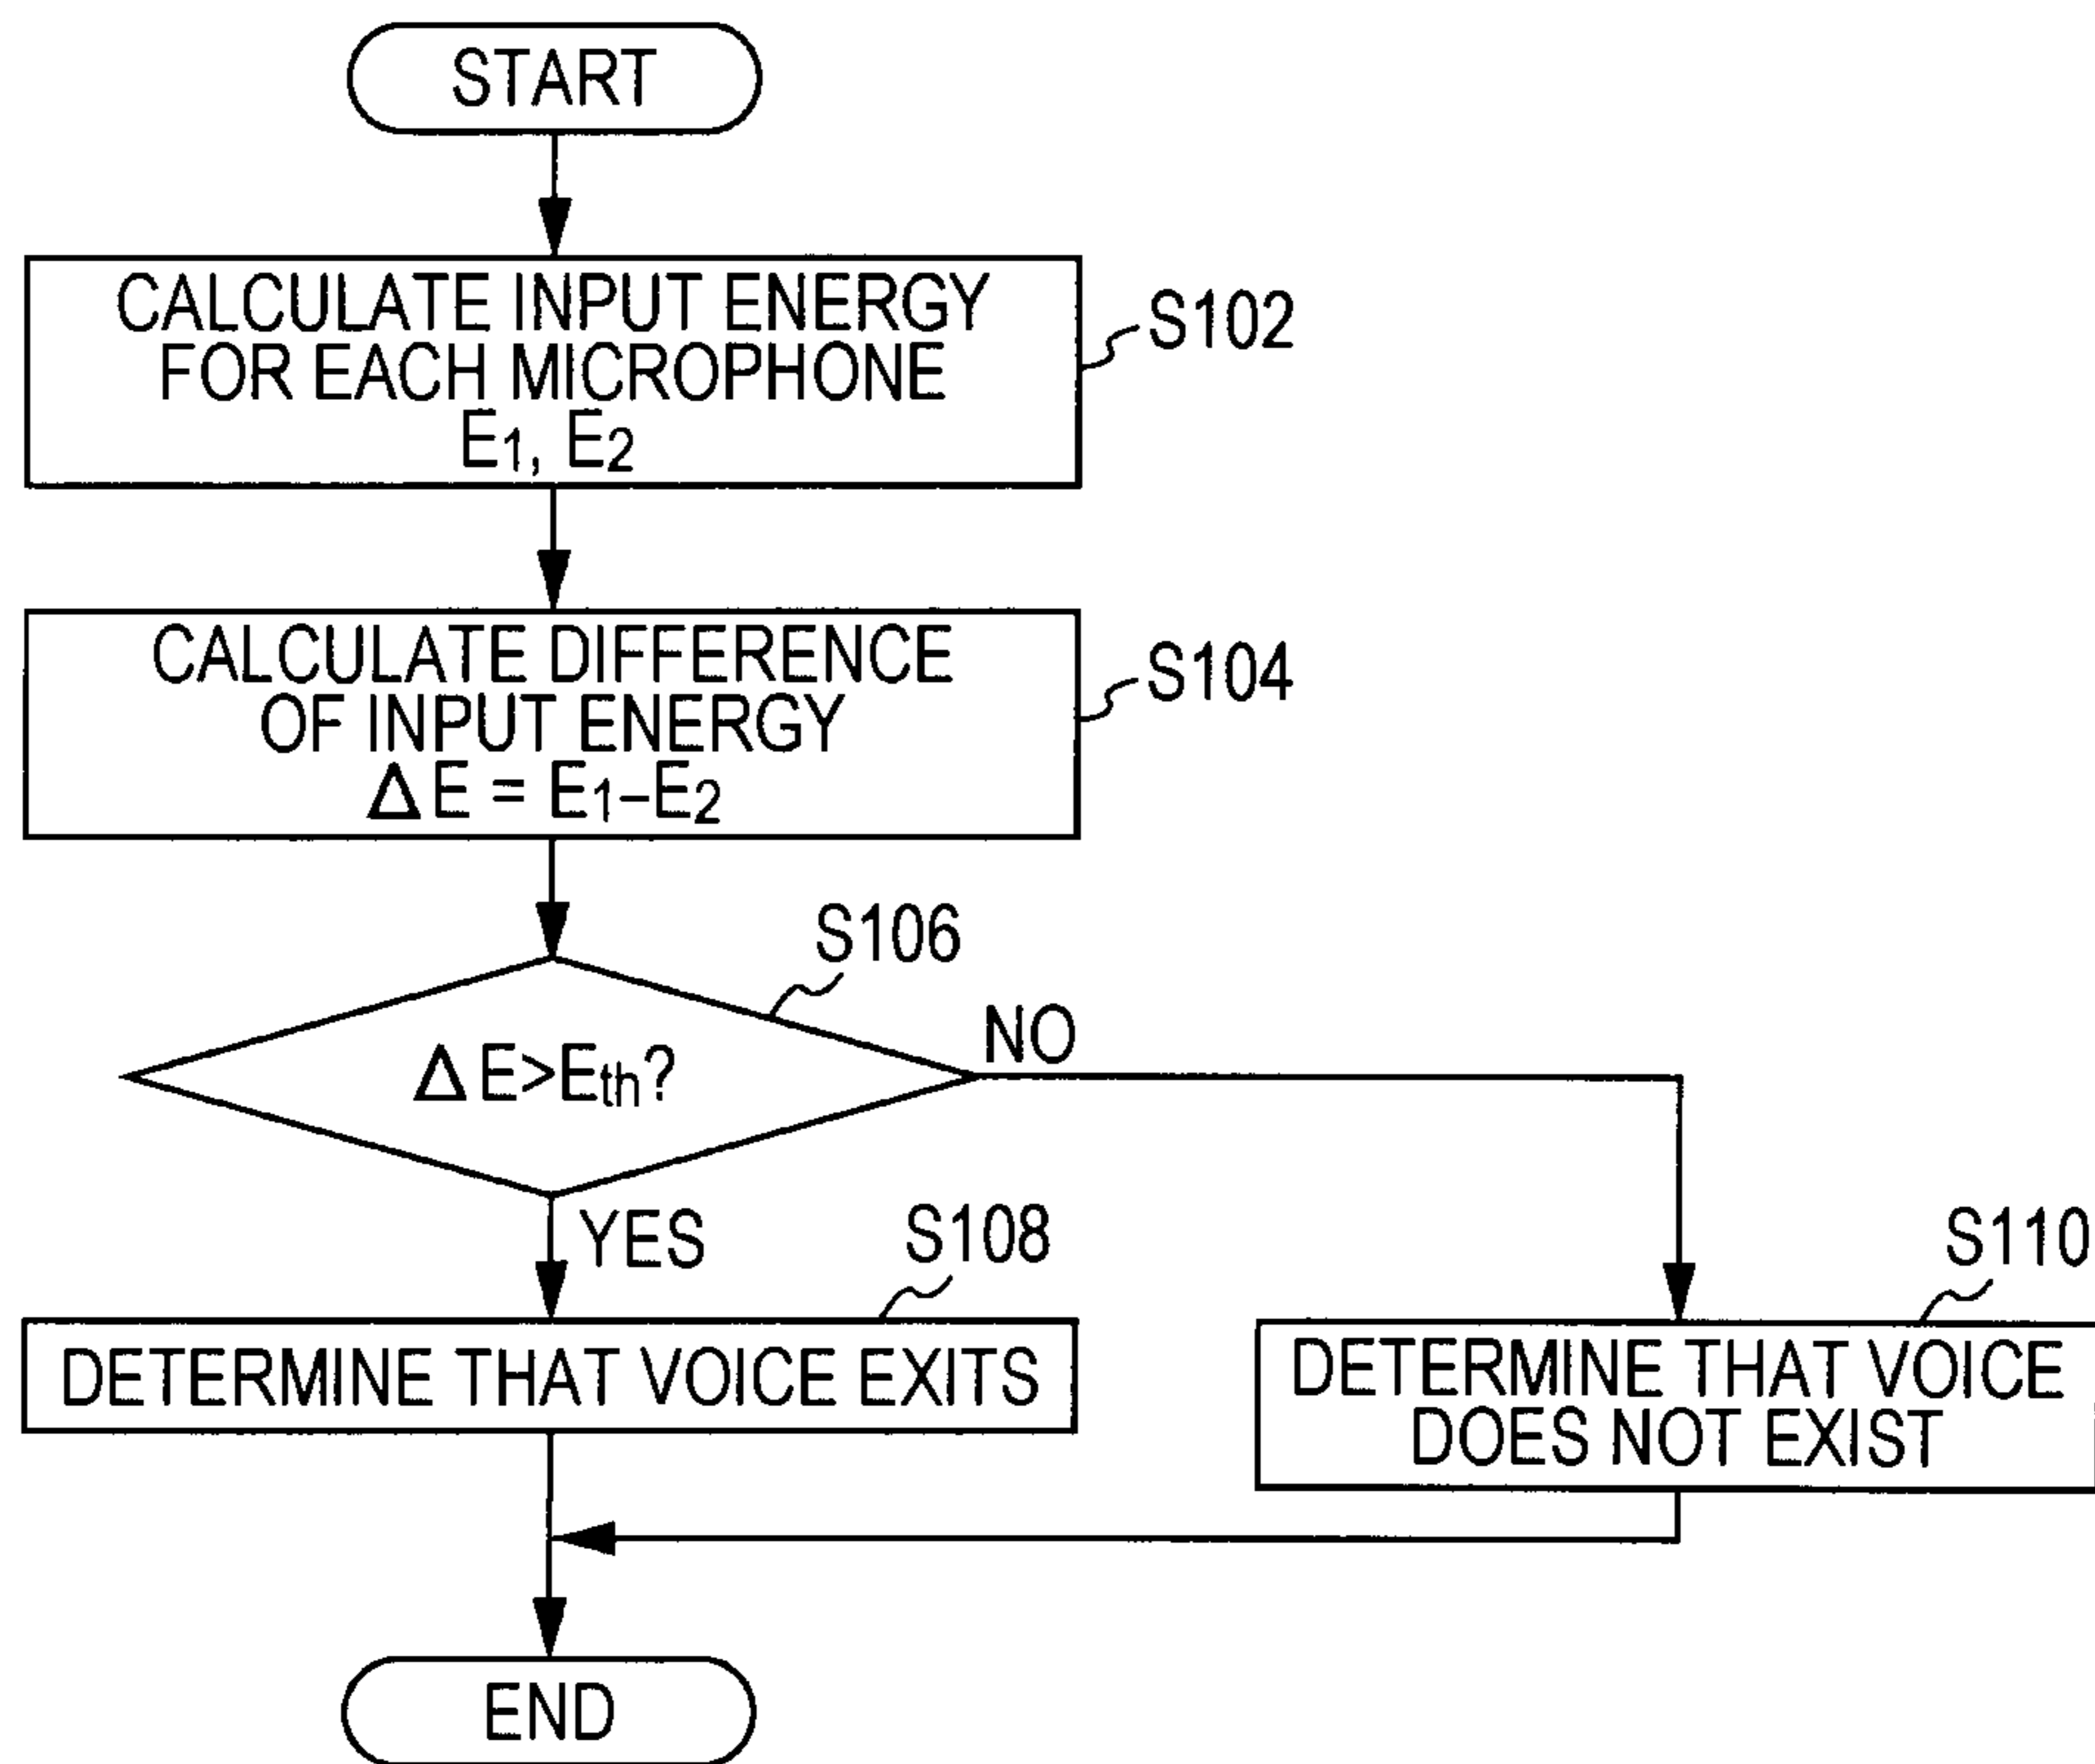 START
CALCULATE INPUT ENERGY
FOR EACH MICROPHONE
E1, E2
S102
CALCULATE DIFFERENCE
OF INPUT ENERGY
ΔE = E1–E2
S104
S106
ΔE>Eth?
NO
YES
S108
DETERMINE THAT VOICE EXITS
S110
DETERMINE THAT VOICE
DOES NOT EXIST
END